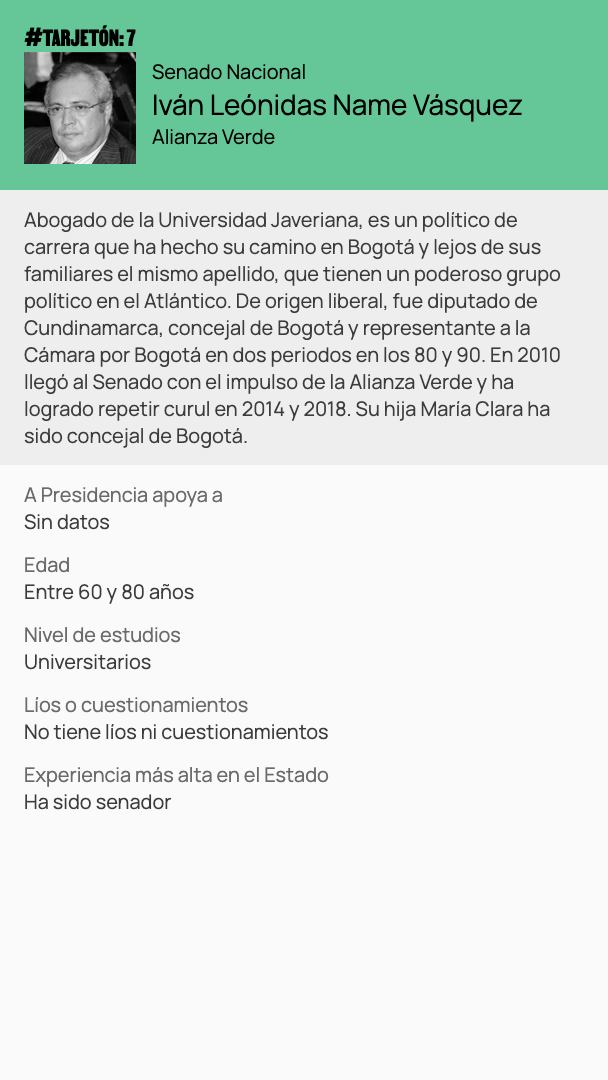 #TARJETÓN: 7
Senado Nacional
Iván Leónidas Name Vásquez
Alianza Verde
Abogado de la Universidad Javeriana, es un político de
carrera que ha hecho su camino en Bogotá y lejos de sus
familiares el mismo apellido, que tienen un poderoso grupo
político en el Atlántico. De origen liberal, fue diputado de
Cundinamarca, concejal de Bogotá y representante a la
Cámara por Bogotá en dos periodos en los 80 y 90. En 2010
llegó al Senado con el impulso de la Alianza Verde y ha
logrado repetir curul en 2014 y 2018. Su hija María Clara ha
sido concejal de Bogotá.
A Presidencia apoya a
Sin datos
Edad
Entre 60 y 80 años
Nivel de estudios
Universitarios
Líos o cuestionamientos
No tiene líos ni cuestionamientos
Experiencia más alta en el Estado
Ha sido senador